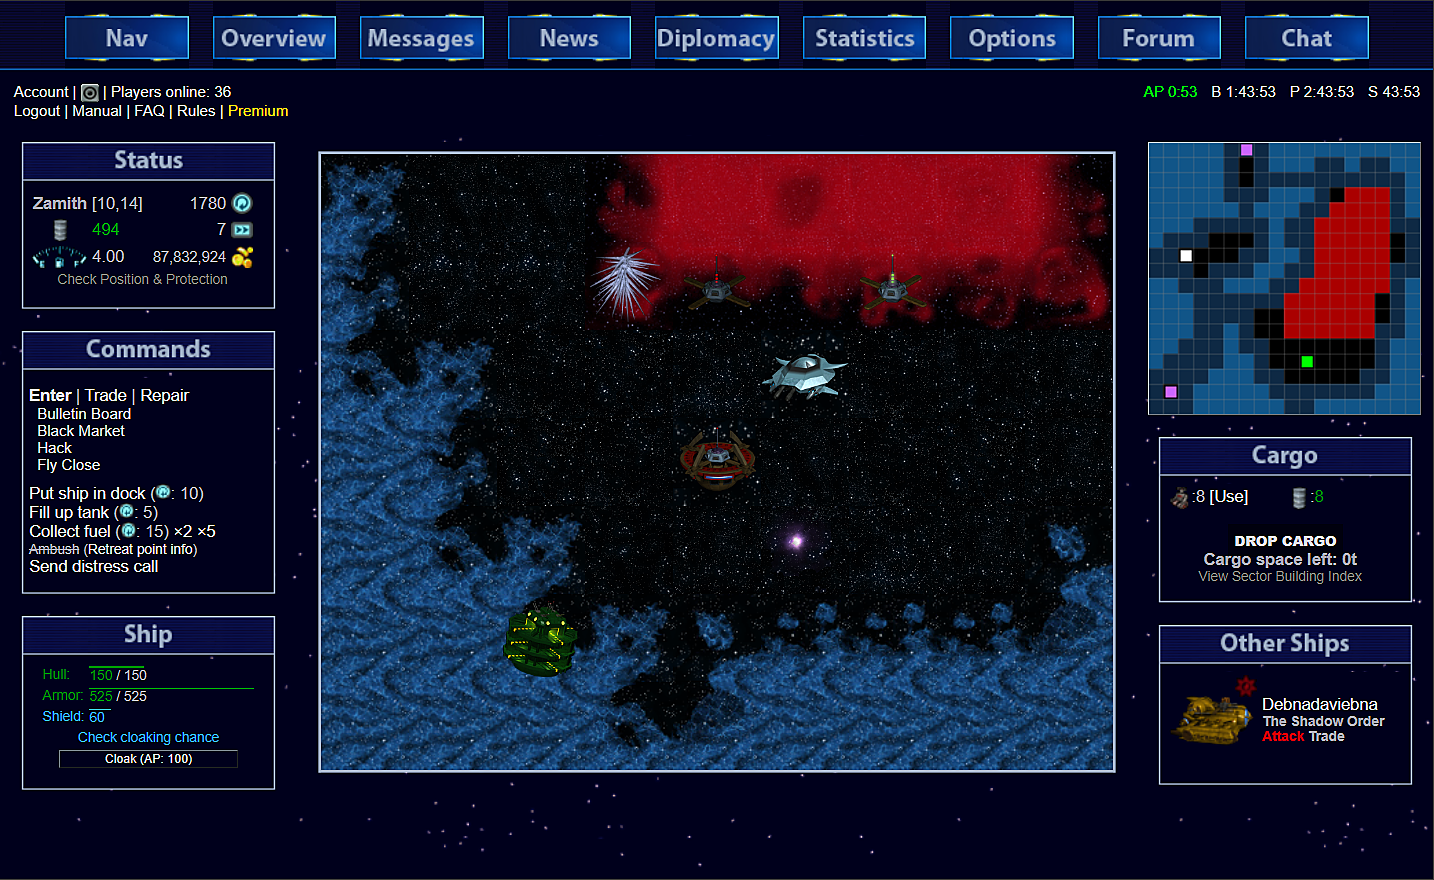 Nav Overview Messages News Diplomacy Statistics Options Forum Chat
Account | | Players online: 36
AP 0:53 B 1:43:53 P 2:43:53 S 43:53
Logout | Manual | FAQ | Rules | Premium
Status
Zamith [10,14] 1780
494 7
4.00 87,832,924
Check Position & Protection
Commands
Enter | Trade | Repair
Bulletin Board
Black Market
Hack
Fly Close
Put ship in dock ( : 10)
Fill up tank ( : 5)
Collect fuel ( : 15) ×2 ×5
Ambush (Retreat point info)
Send distress call
Ship
Hull: 150 / 150
Armor: 525 / 525
Shield: 60
Check cloaking chance
Cloak (AP: 100)
Cargo
:8 [Use] :8
DROP CARGO
Cargo space left: 0t
View Sector Building Index
Other Ships
Debnadaviebna
The Shadow Order
Attack Trade